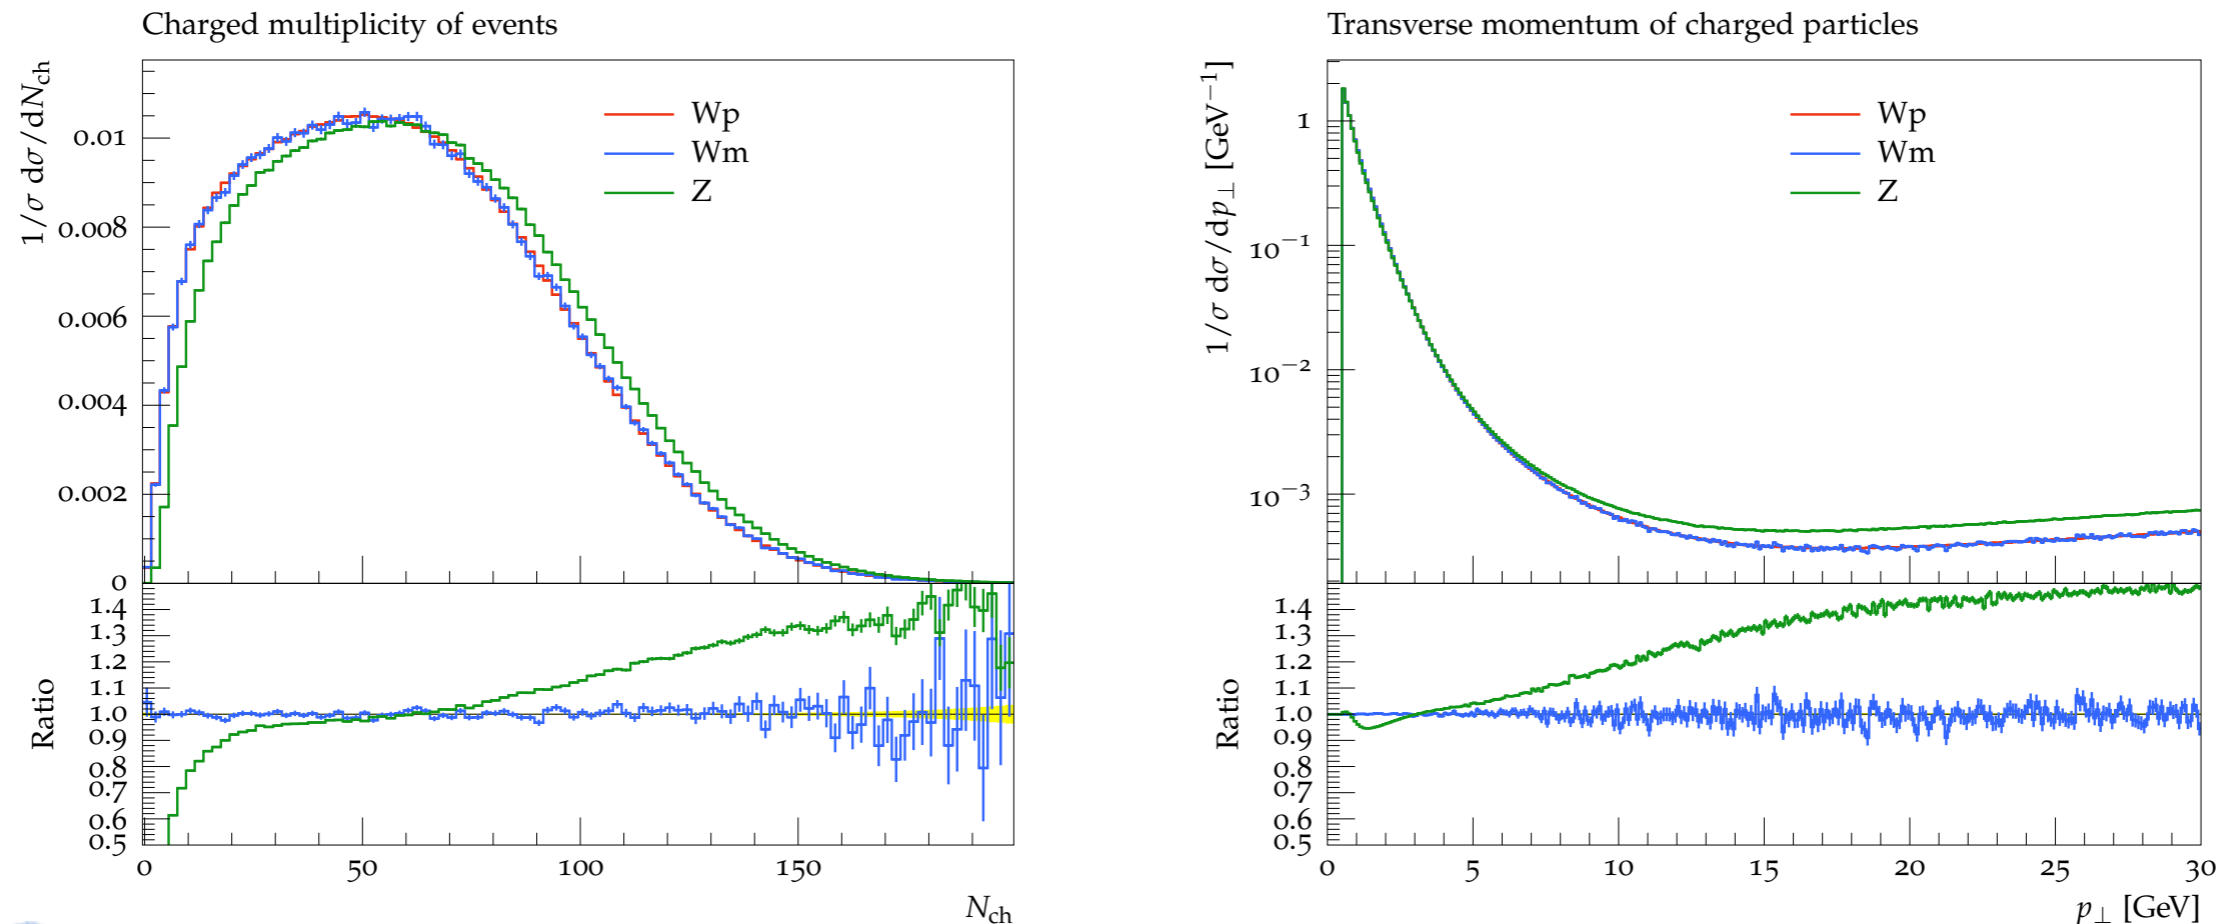 Charged multiplicity of events
1/σ dσ/dN_ch
0.01
0.008
0.006
0.004
0.002
0
Wp
Wm
Z
Ratio
1.4
1.3
1.2
1.1
1.0
0.9
0.8
0.7
0.6
0.5
0 50 100 150
N_ch
Transverse momentum of charged particles
1/σ dσ/dp⊥ [GeV⁻¹]
1
10⁻¹
10⁻²
10⁻³
Wp
Wm
Z
Ratio
1.4
1.3
1.2
1.1
1.0
0.9
0.8
0.7
0.6
0.5
0 5 10 15 20 25 30
p⊥ [GeV]